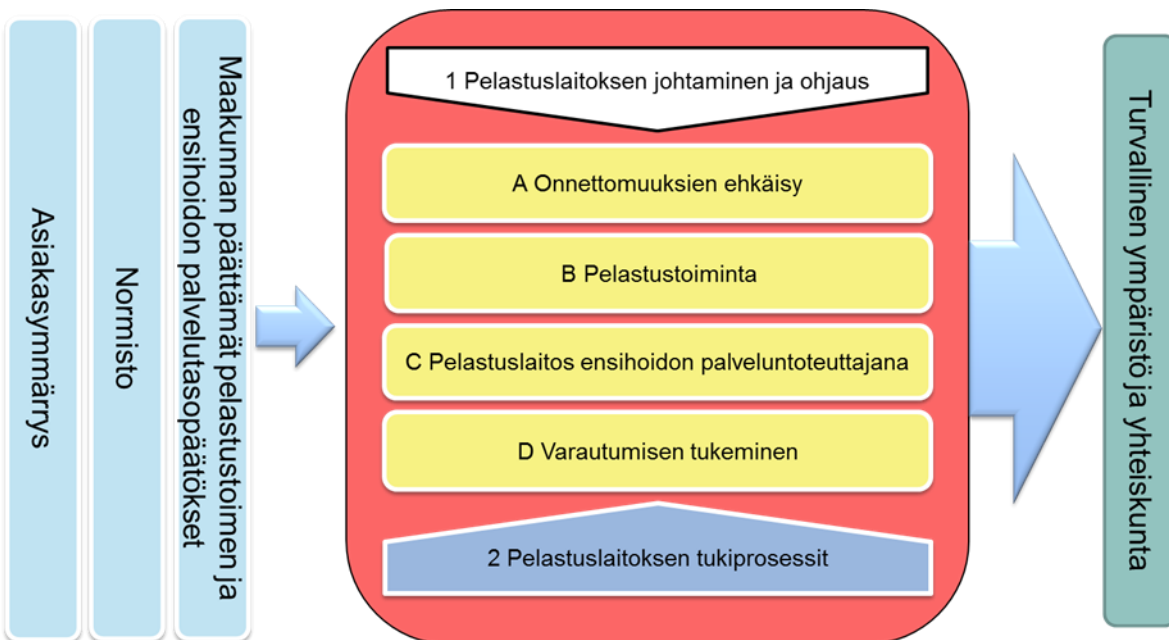 Asiakasymmärrys
Normisto
Maakunnan päättämät pelastustoimen ja
ensihoidon palvelutasopäätökset
1 Pelastuslaitoksen johtaminen ja ohjaus
A Onnettomuuksien ehkäisy
B Pelastustoiminta
C Pelastuslaitos ensihoidon palveluntoteuttajana
D Varautumisen tukeminen
2 Pelastuslaitoksen tukiprosessit
Turvallinen ympäristö ja yhteiskunta